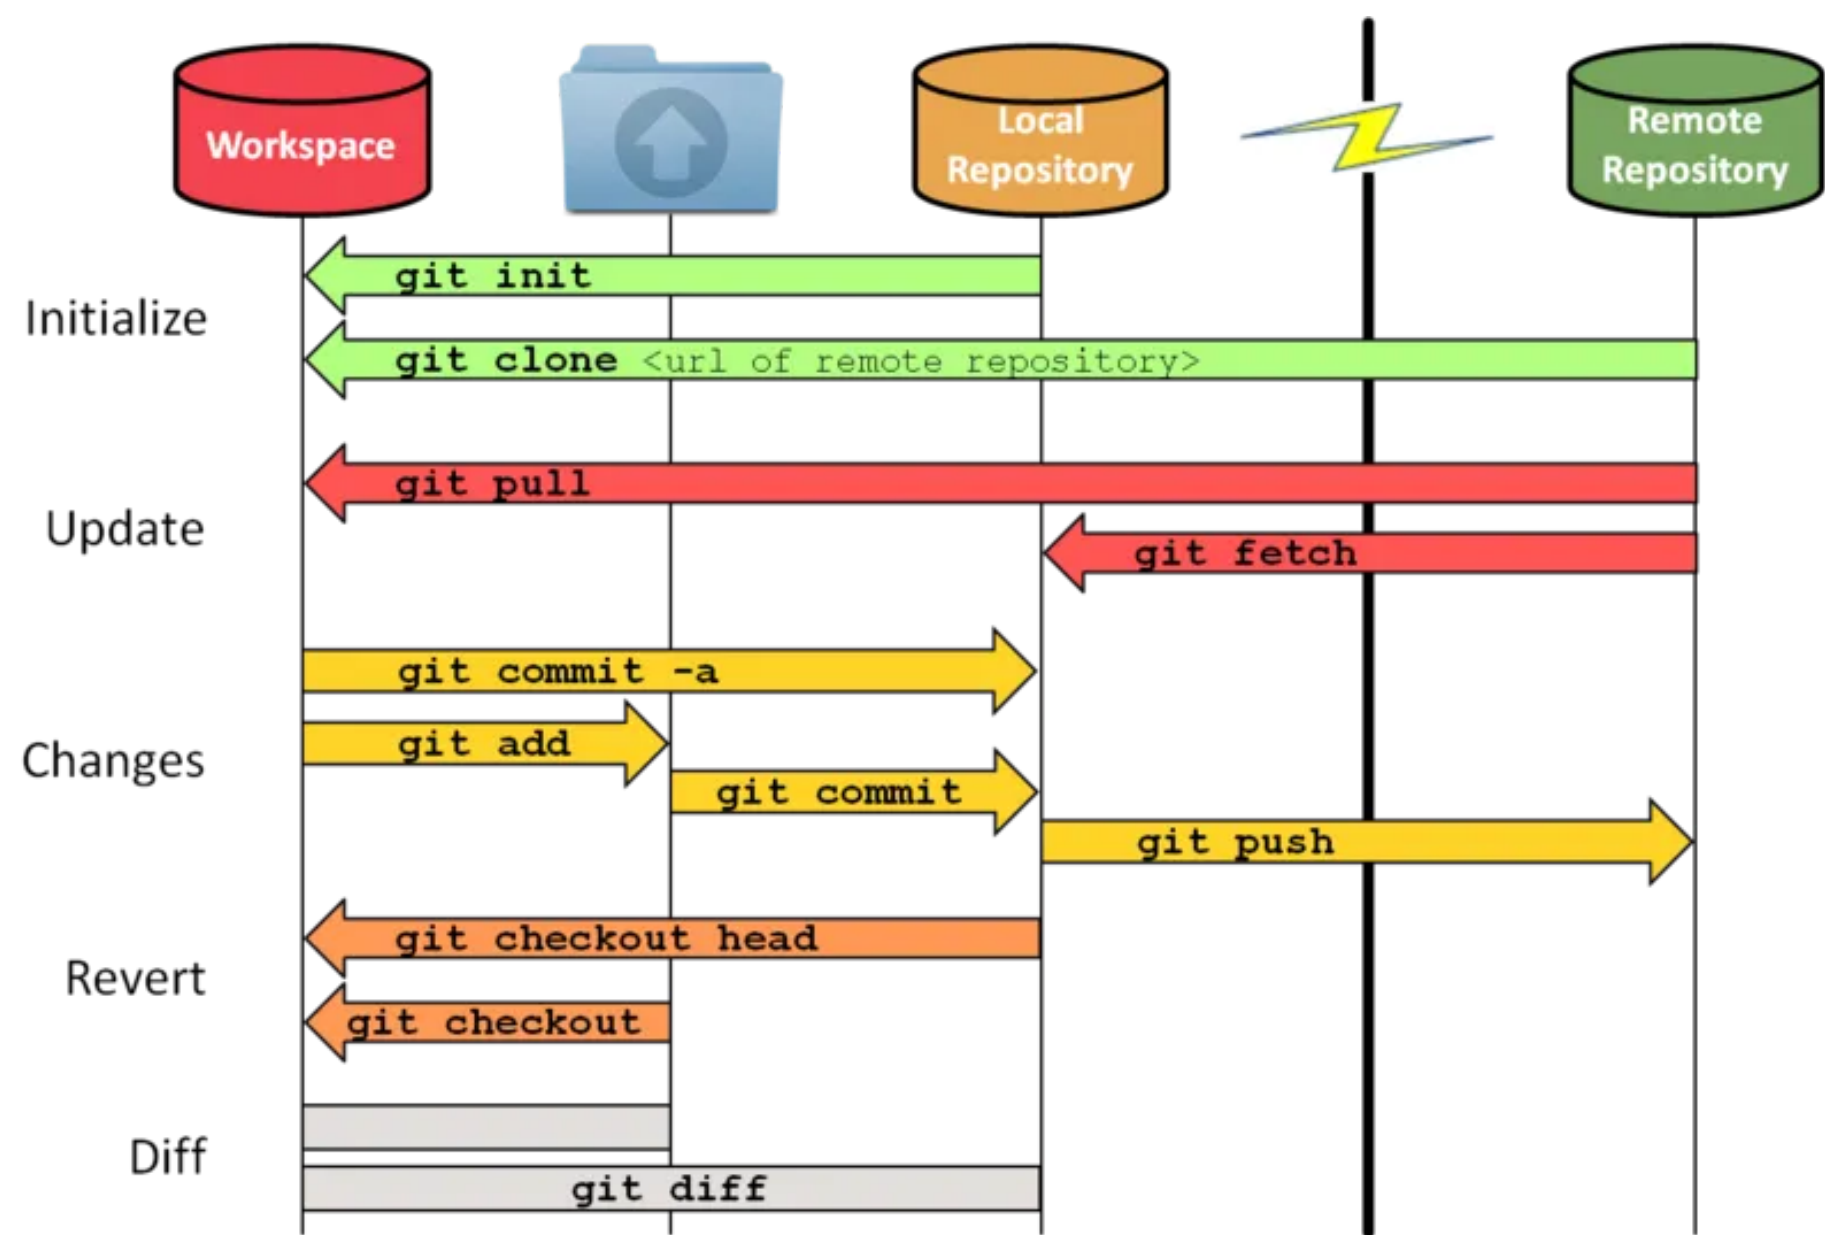 Workspace
Local
Repository
Remote
Repository
Initialize
git init
git clone <url of remote repository>
Update
git pull
git fetch
Changes
git commit -a
git add
git commit
git push
Revert
git checkout head
git checkout
Diff
git diff